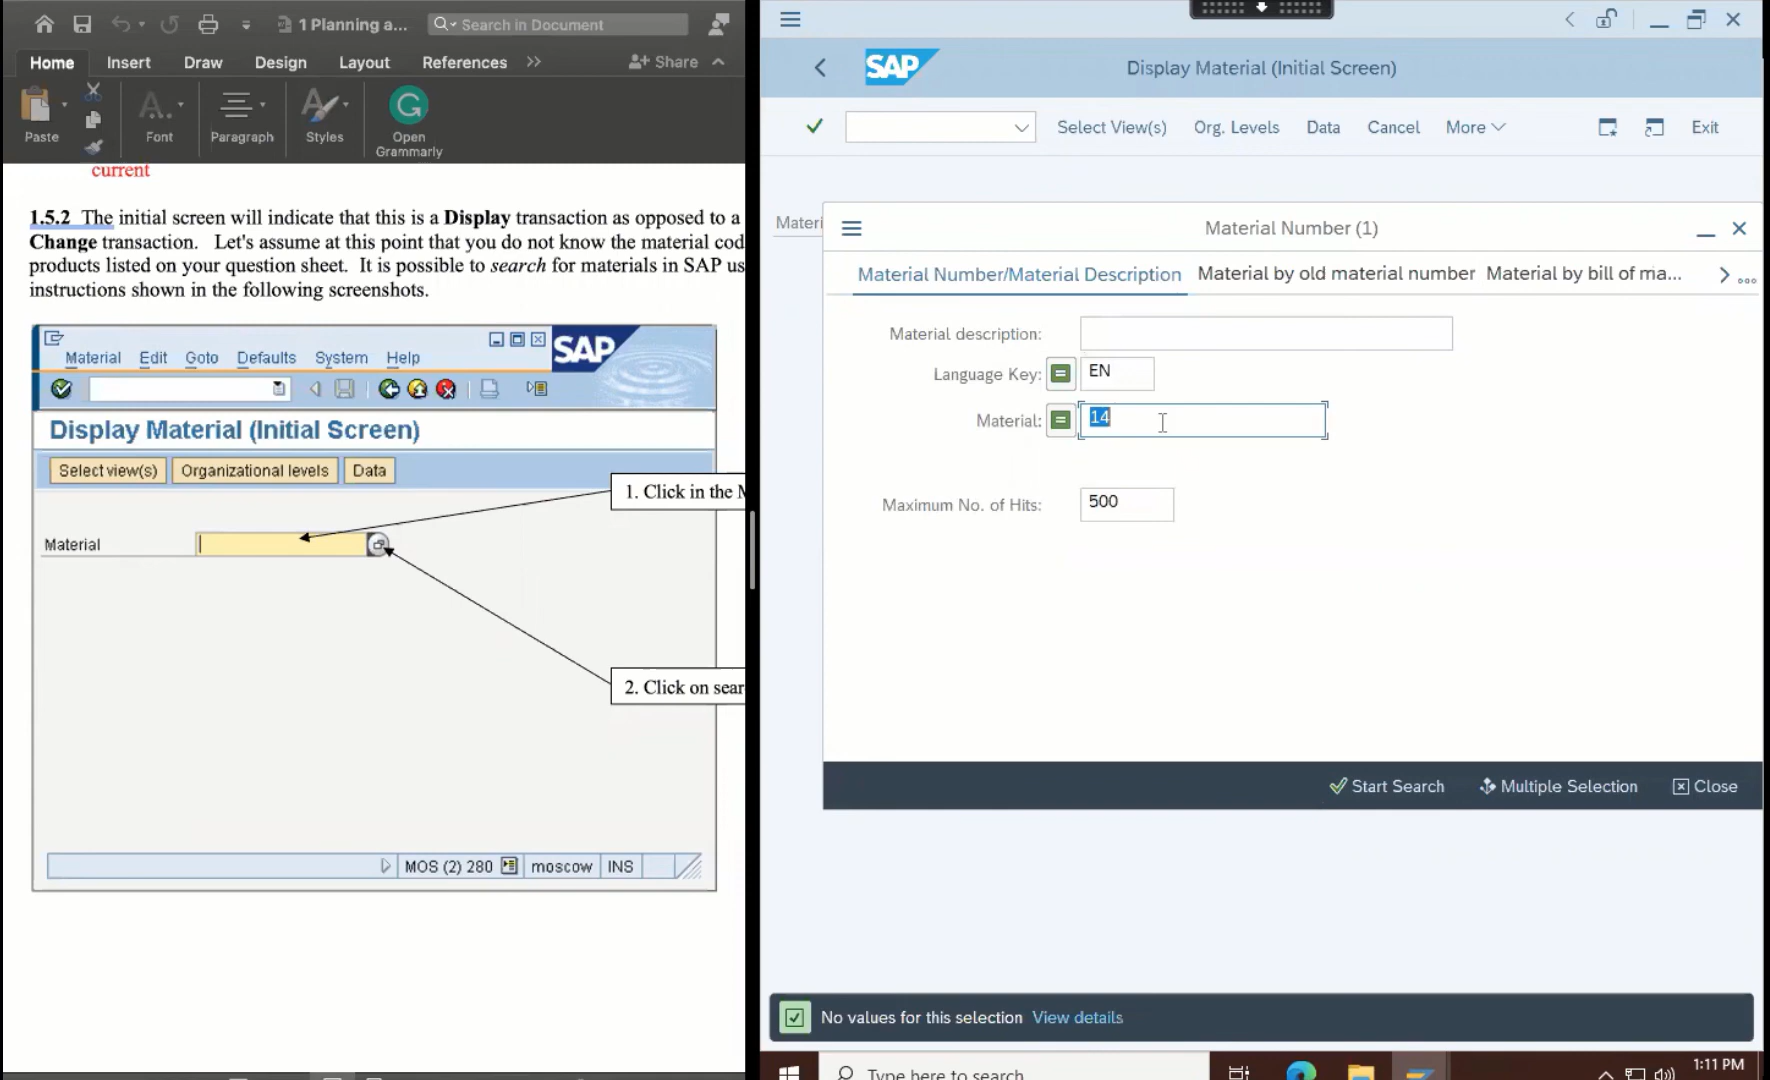 1 Planning a...
Search in Document
Home
Insert
Draw
Design
Layout
References
Share
Paste
Font
Paragraph
Styles
Open
Grammarly
current
1.5.2 The initial screen will indicate that this is a Display transaction as opposed to a
Change transaction. Let's assume at this point that you do not know the material cod
products listed on your question sheet. It is possible to search for materials in SAP us
instructions shown in the following screenshots.
Material Edit Goto Defaults System Help
SAP
Display Material (Initial Screen)
Select view(s)
Organizational levels
Data
1. Click in the M
Material
2. Click on sear
MOS (2) 280
moscow
INS
SAP
Display Material (Initial Screen)
Select View(s)
Org. Levels
Data
Cancel
More
Exit
Materi
Material Number (1)
Material Number/Material Description
Material by old material number
Material by bill of ma...
Material description:
Language Key:
EN
Material:
14
Maximum No. of Hits:
500
Start Search
Multiple Selection
Close
No values for this selection View details
Type here to search
1:11 PM